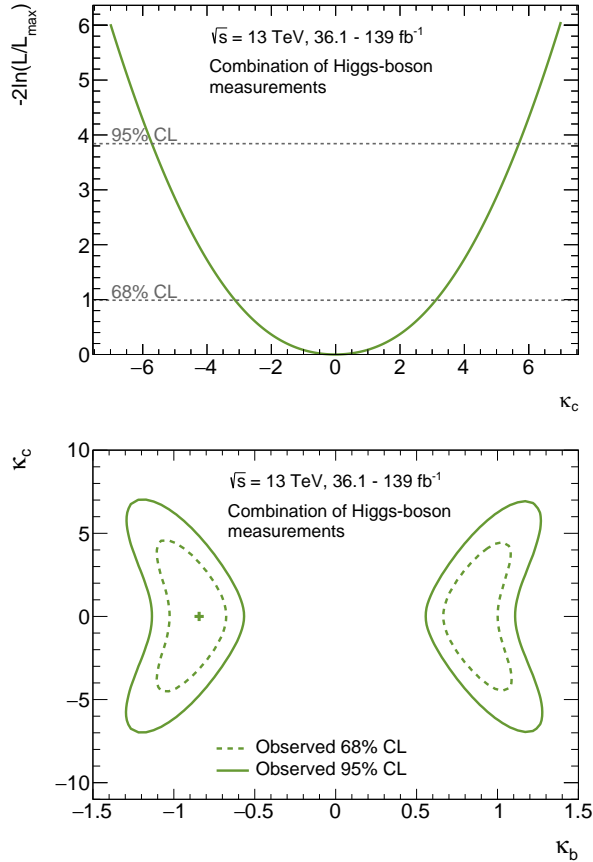 -2ln(L/L_max)
√s = 13 TeV, 36.1 - 139 fb⁻¹
Combination of Higgs-boson
measurements
95% CL
68% CL
6
5
4
3
2
1
0
−6 −4 −2 0 2 4 6
κ_c
κ_c
10
5
0
−5
−10
√s = 13 TeV, 36.1 - 139 fb⁻¹
Combination of Higgs-boson
measurements
Observed 68% CL
Observed 95% CL
−1.5 −1 −0.5 0 0.5 1 1.5
κ_b